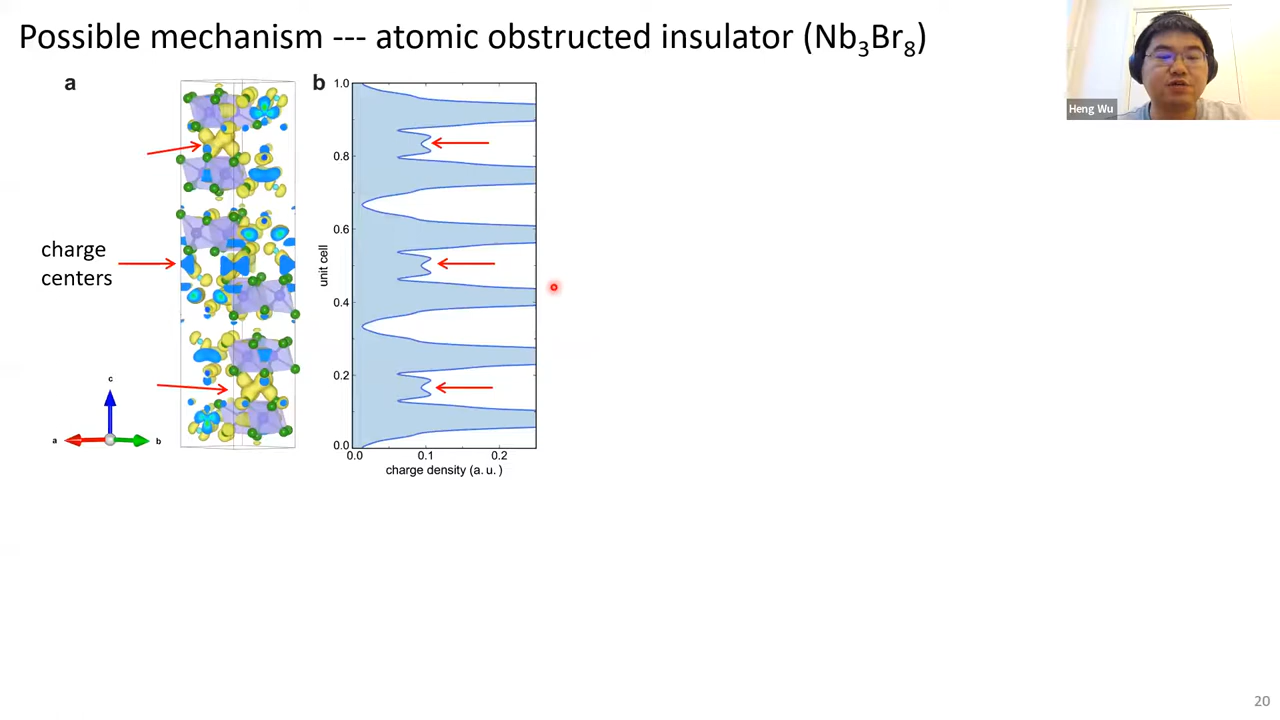 Possible mechanism --- atomic obstructed insulator (Nb₃Br₈)
Heng Wu
a
b
charge
centers
c
a
b
unit cell
1.0
0.8
0.6
0.4
0.2
0.0
0.0
0.1
0.2
charge density (a.u.)
20